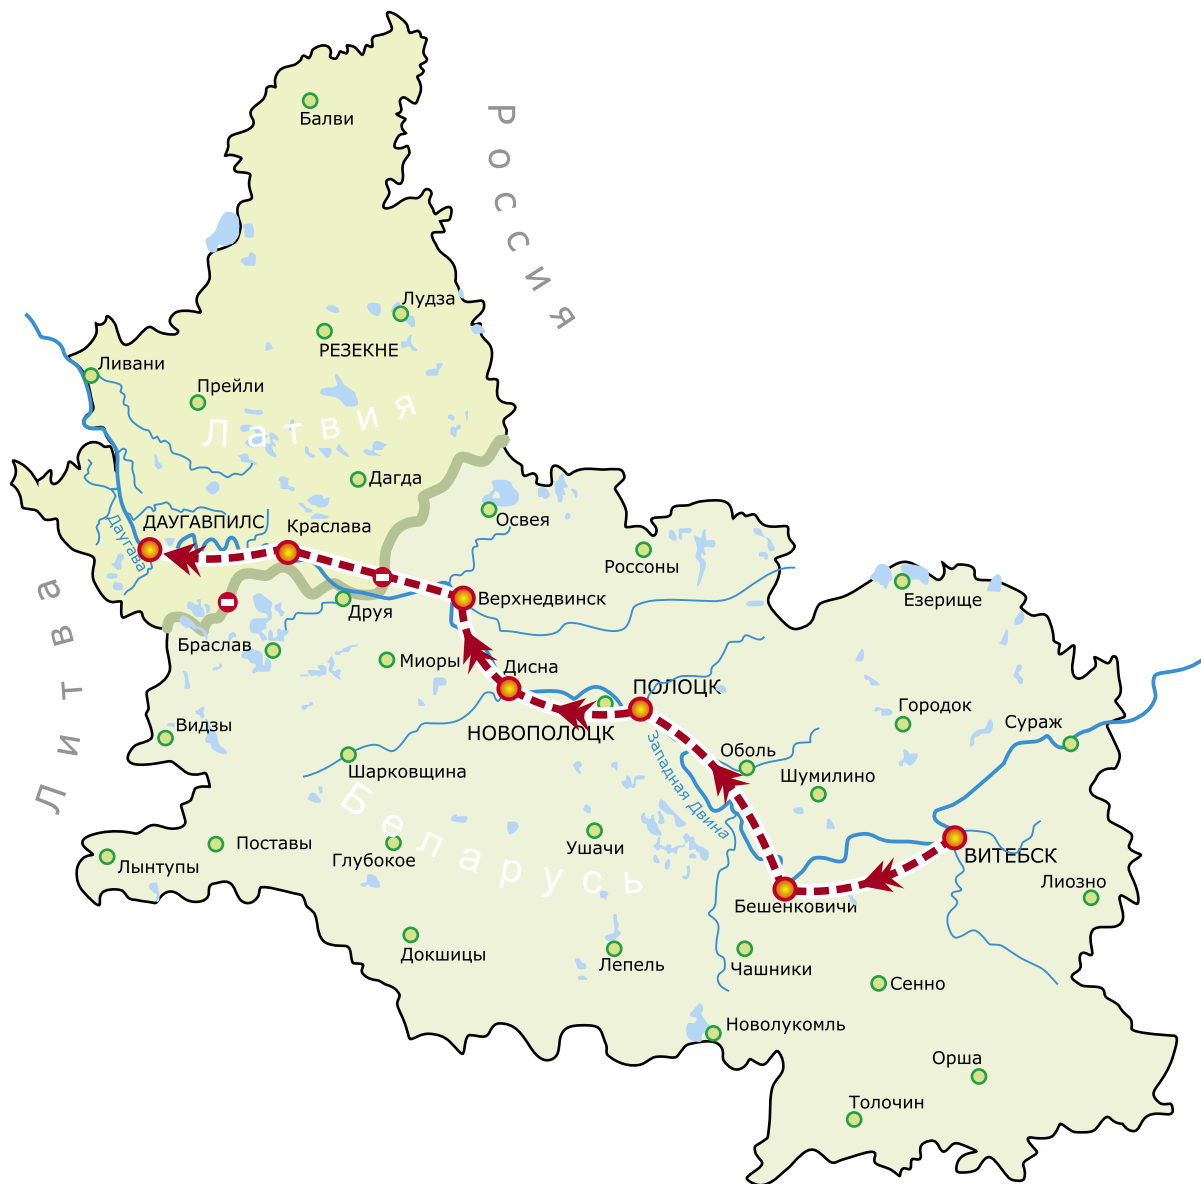 Балви
Россия
Лудза
РЕЗЕКНЕ
Ливани
Прейли
Латвия
Дагда
Освея
ДАУГАВПИЛС
Краслава
Даугава
Россоны
Езерище
Верхнедвинск
Друя
Литва
Браслав
Миоры
Дисна
ПОЛОЦК
Городок
Сураж
Видзы
НОВОПОЛОЦК
Западная Двина
Оболь
Шарковщина
Шумилино
Беларусь
Поставы
Ушачи
Глубокое
Лынтупы
ВИТЕБСК
Лиозно
Бешенковичи
Докшицы
Лепель
Чашники
Сенно
Новолукомль
Орша
Толочин